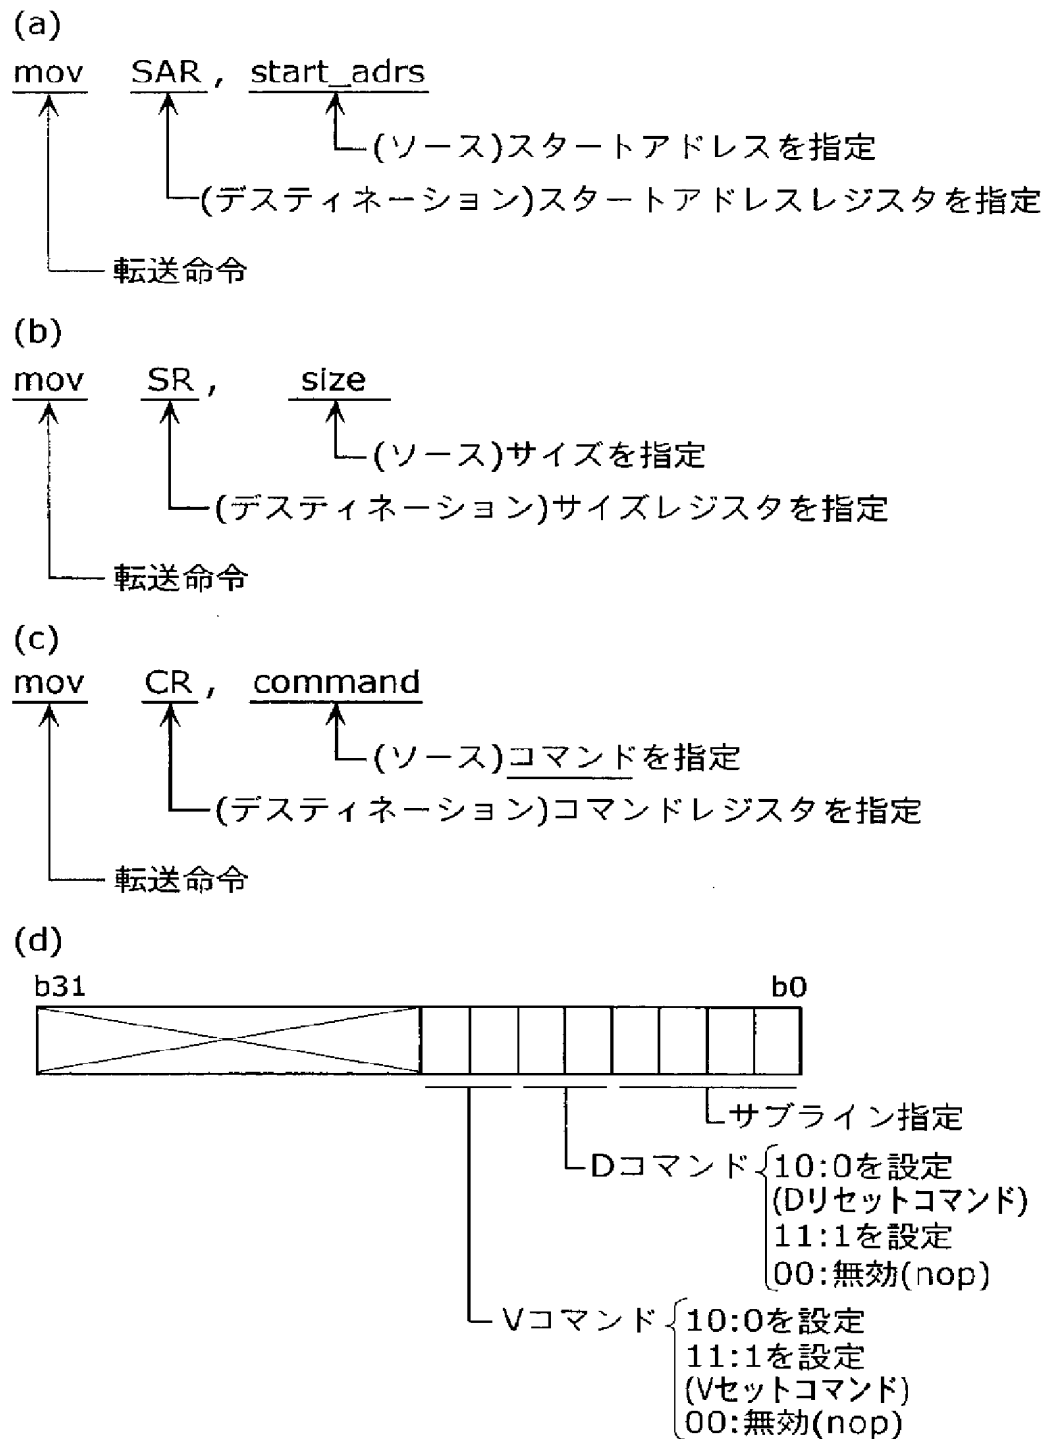 (a)
mov SAR , start_adrs
(ソース)スタートアドレスを指定
(デスティネーション)スタートアドレスレジスタを指定
転送命令
(b)
mov SR , size
(ソース)サイズを指定
(デスティネーション)サイズレジスタを指定
転送命令
(c)
mov CR , command
(ソース)コマンドを指定
(デスティネーション)コマンドレジスタを指定
転送命令
(d)
b31 b0
サブライン指定
Dコマンド 10:0を設定
(Dリセットコマンド)
11:1を設定
00:無効(nop)
Vコマンド 10:0を設定
11:1を設定
(Vセットコマンド)
00:無効(nop)